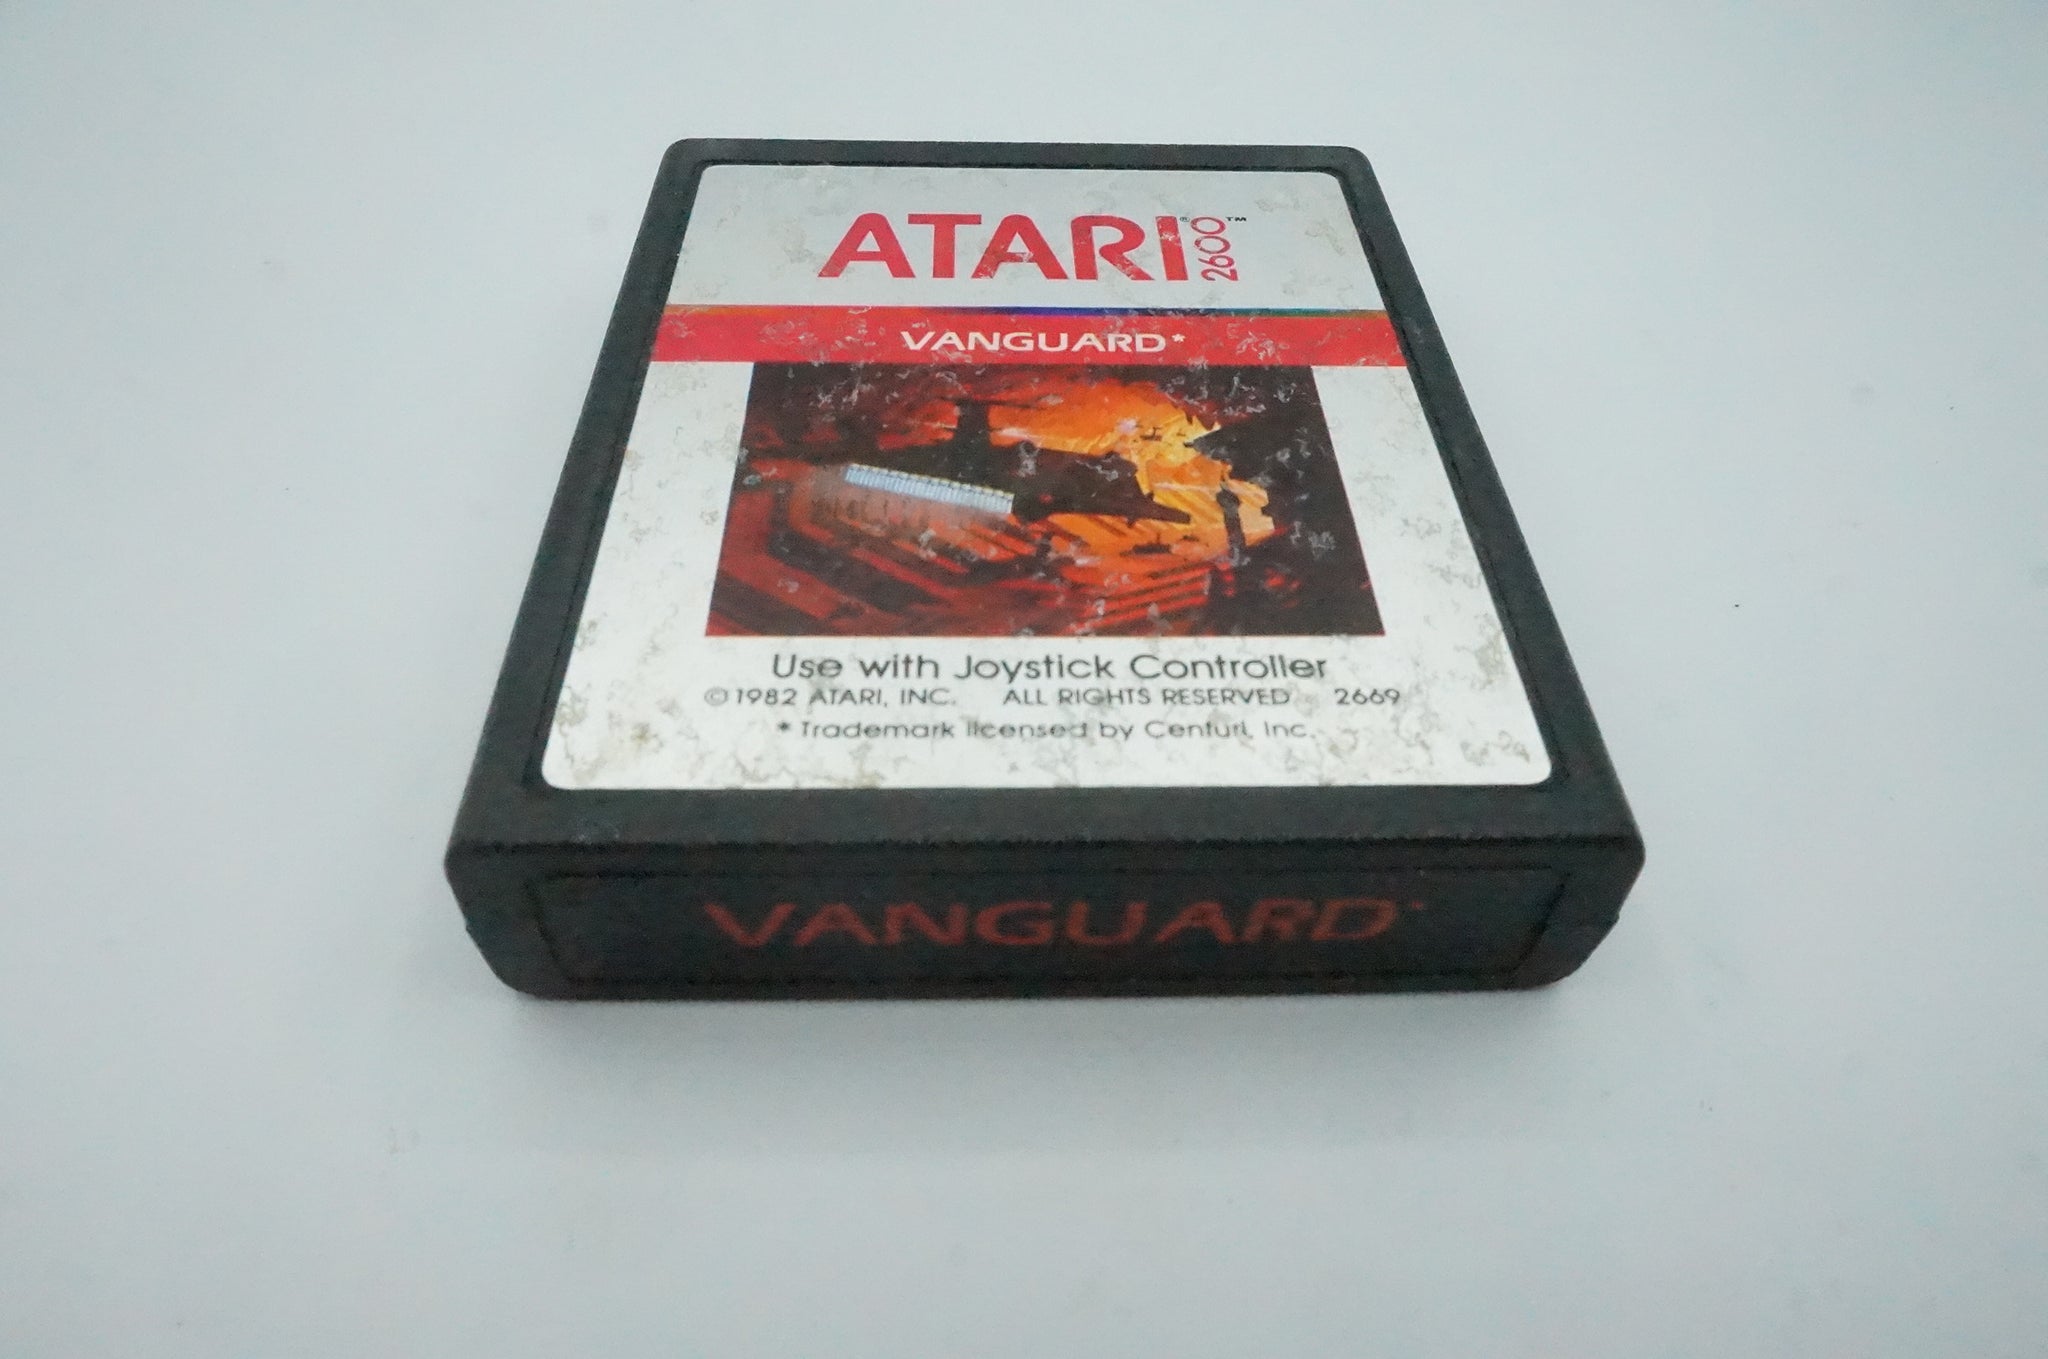 ATARI® 2600™
VANGUARD*
Use with Joystick Controller
©1982 ATARI, INC. ALL RIGHTS RESERVED 2669
* Trademark licensed by Centuri, Inc.
VANGUARD*